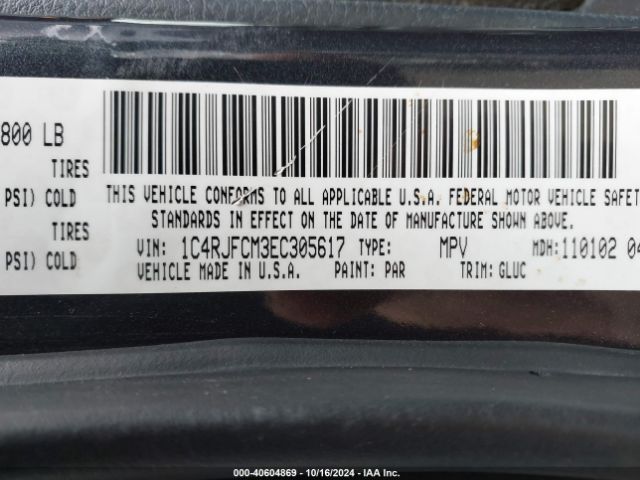 800 LB
TIRES
PSI) COLD
TIRES
PSI) COLD
THIS VEHICLE CONFORMS TO ALL APPLICABLE U.S.A. FEDERAL MOTOR VEHICLE SAFET
STANDARDS IN EFFECT ON THE DATE OF MANUFACTURE SHOWN ABOVE.
VIN: 1C4RJFCM3EC305617 TYPE: MPV MDH:110102 04
VEHICLE MADE IN U.S.A. PAINT: PAR TRIM: GLUC
000-40604869 - 10/16/2024 - IAA Inc.